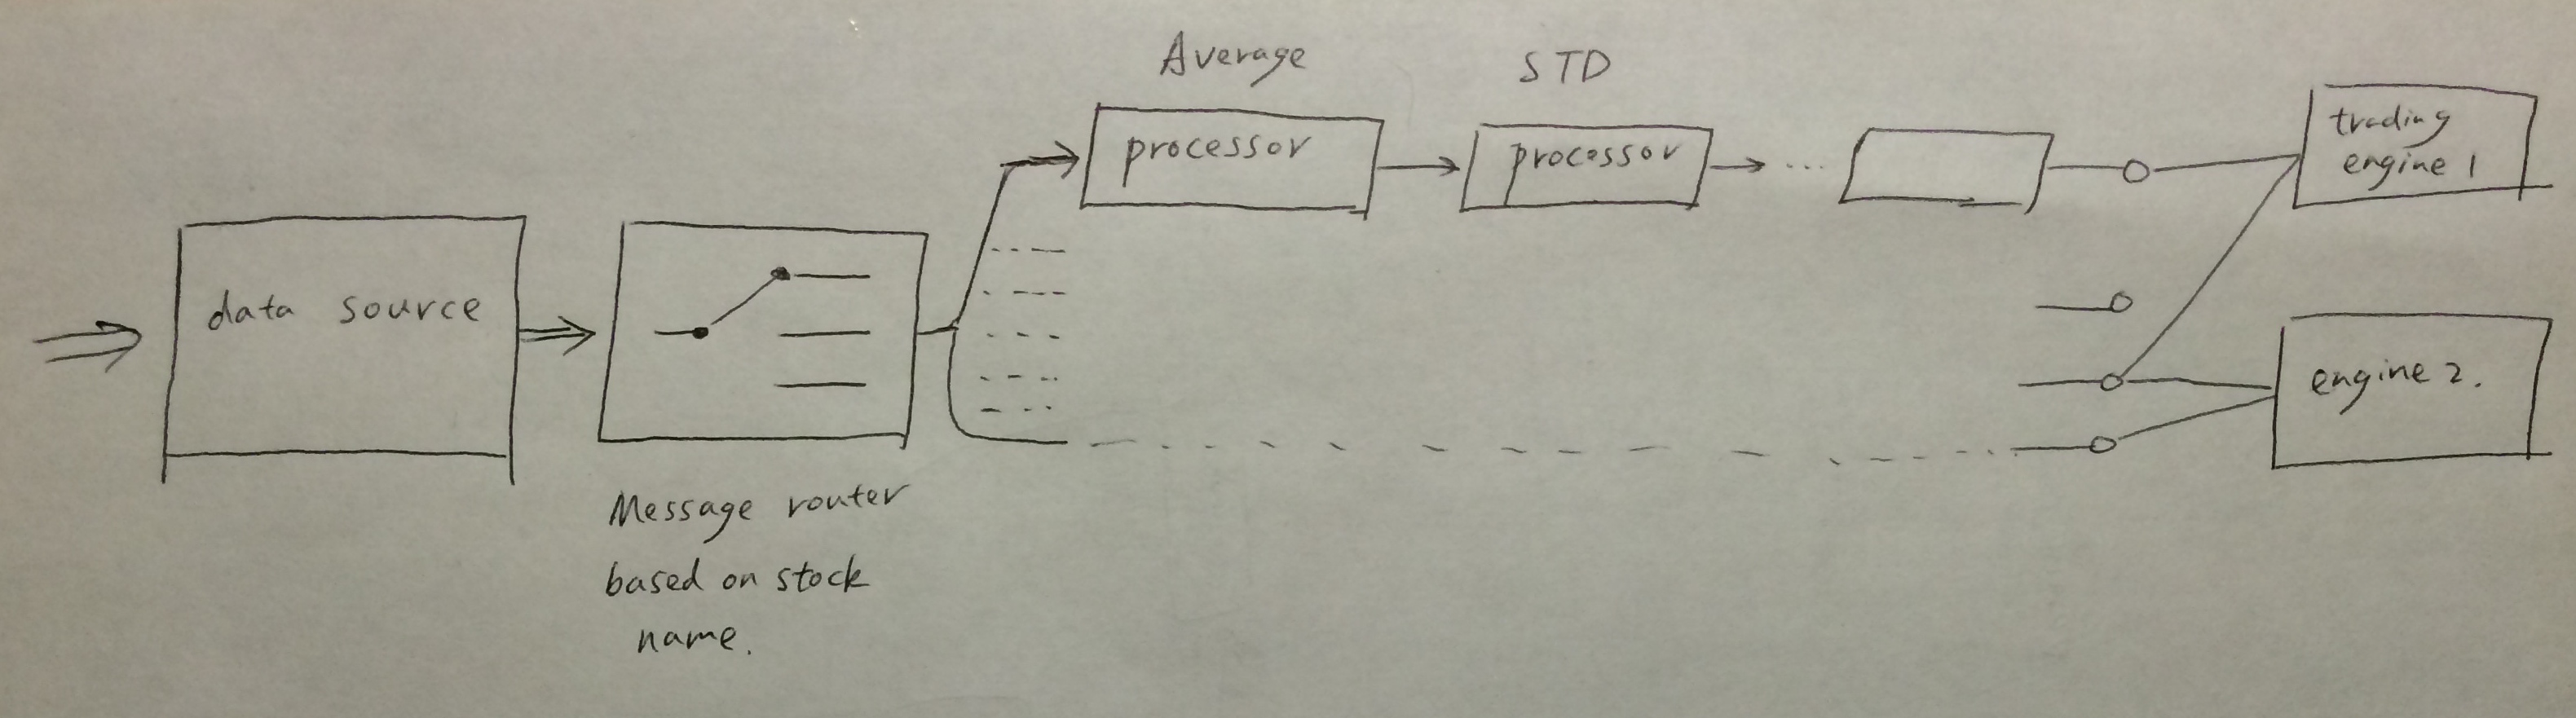 Average
STD
processor
processor
trading
engine 1
data source
engine 2.
Message router
based on stock
name.